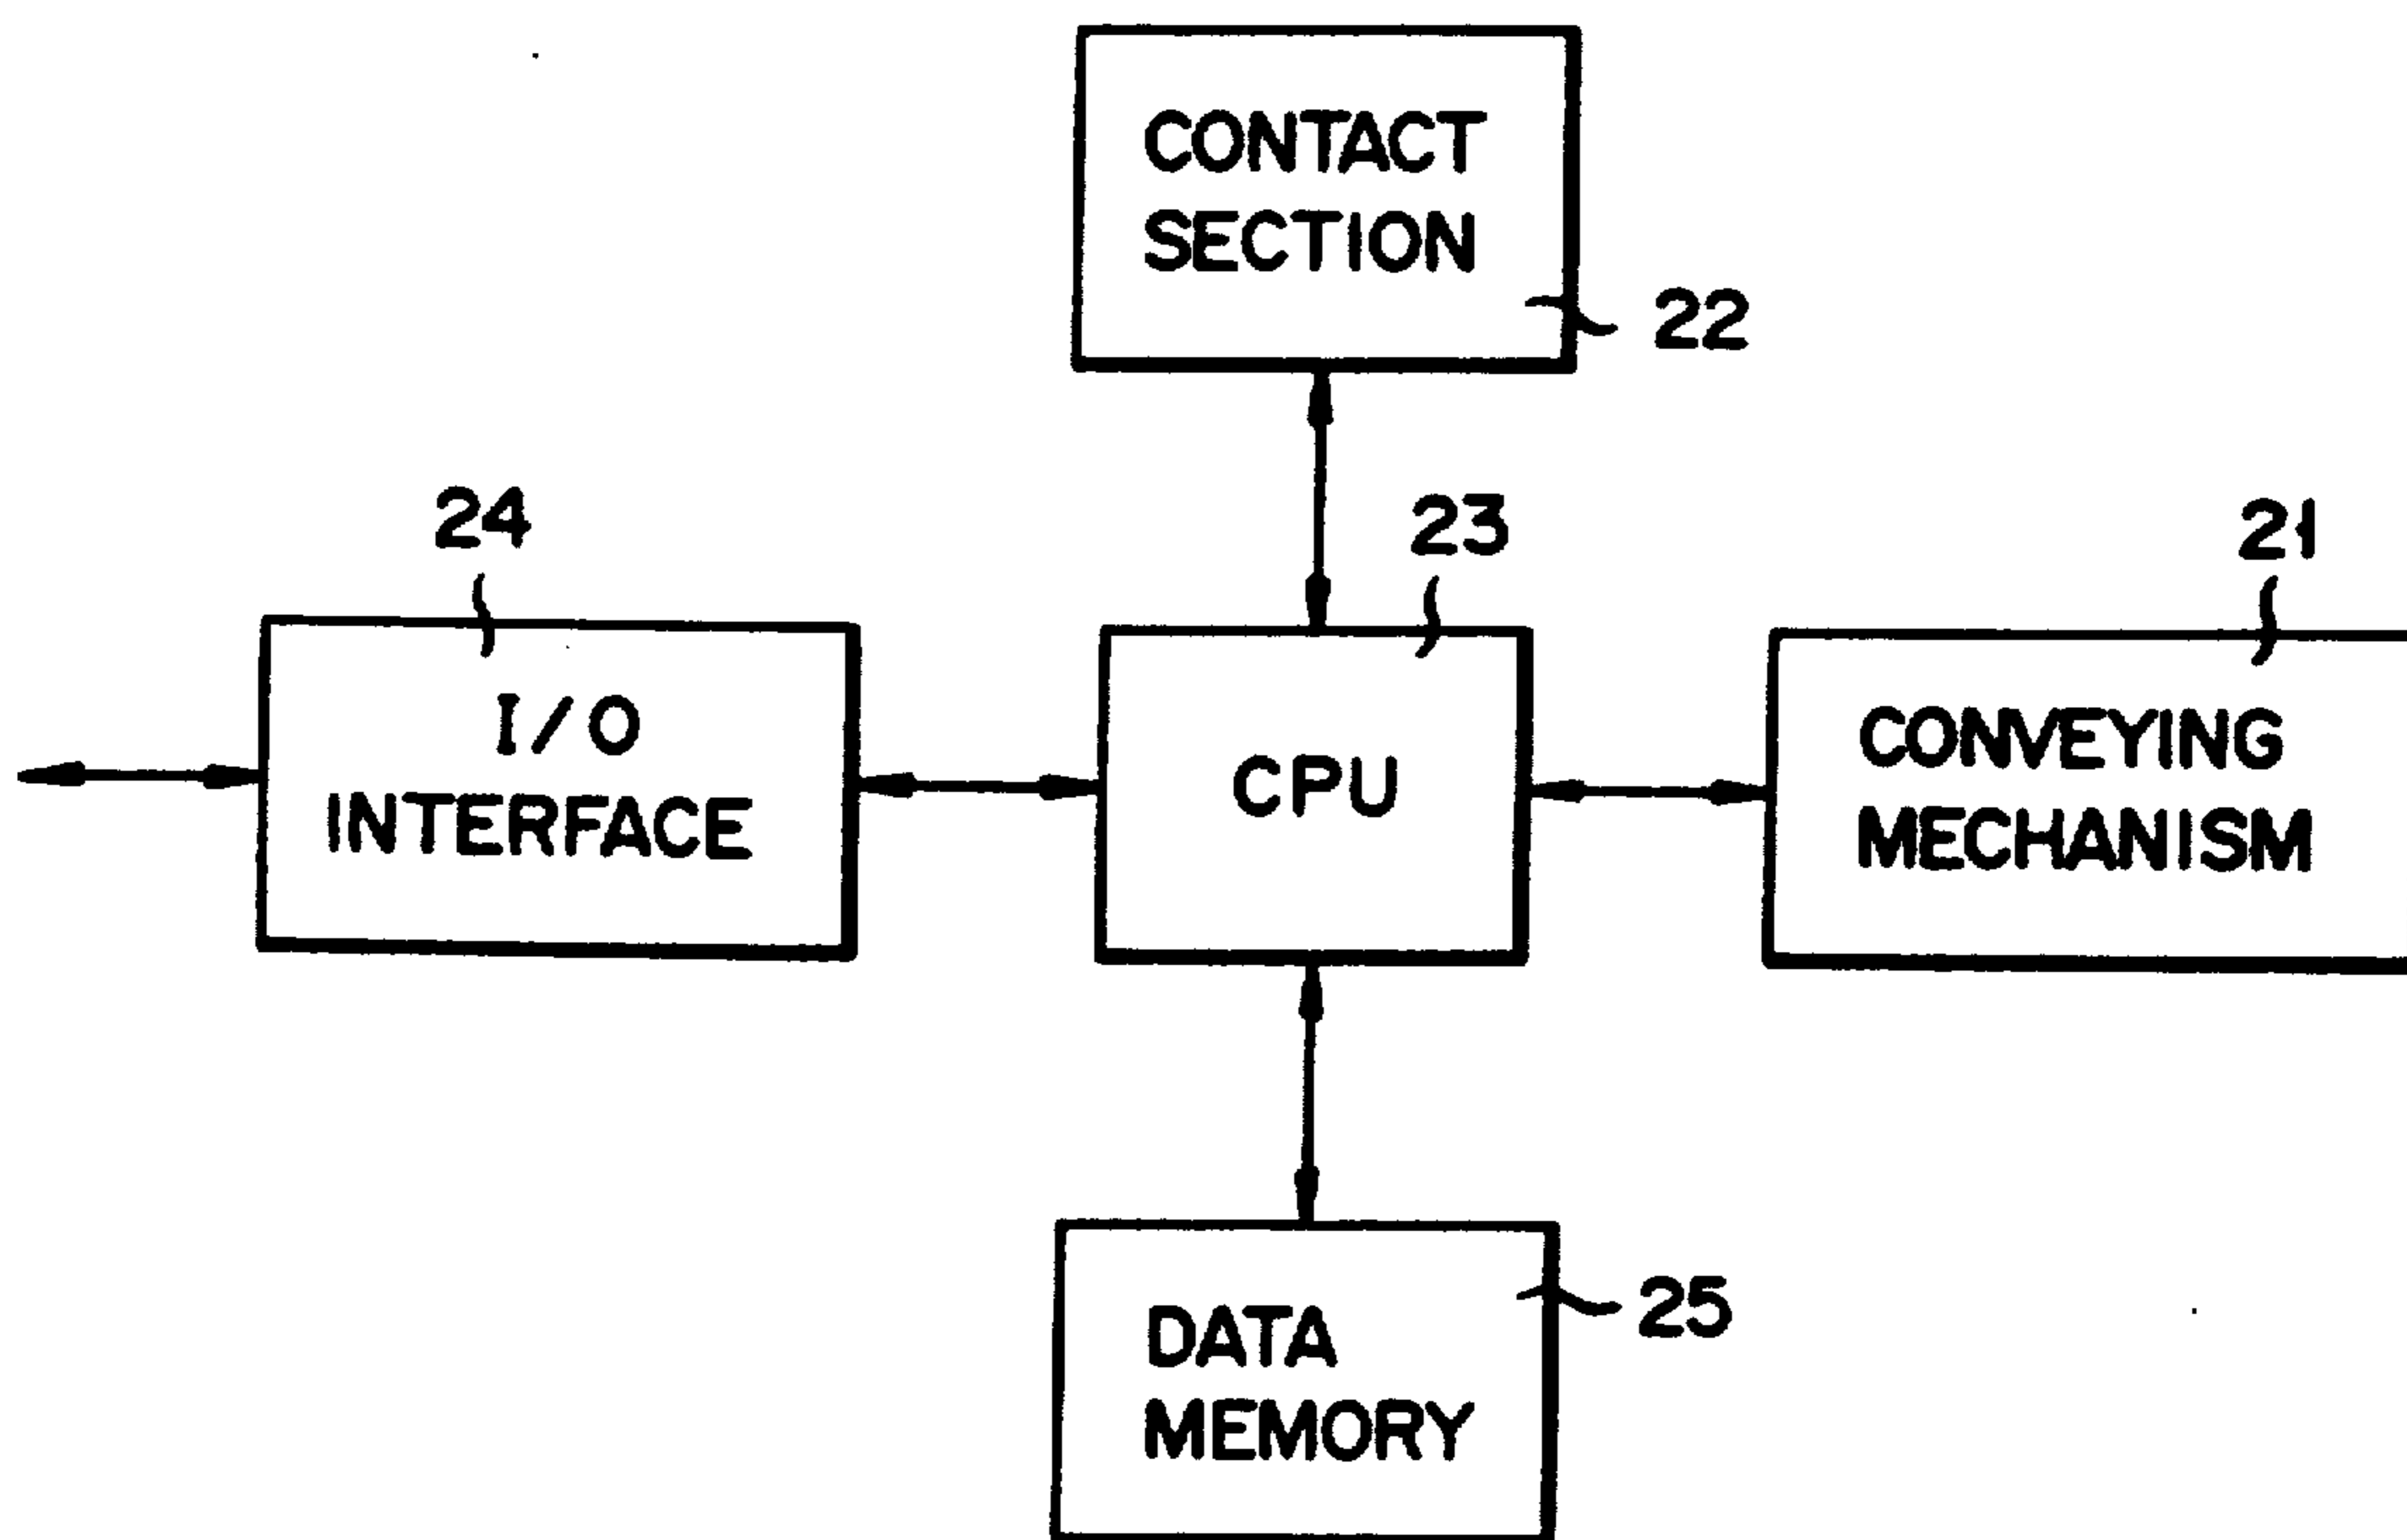 CONTACT
SECTION
22
24
23
21
I/O
INTERFACE
CPU
CONVEYING
MECHANISM
25
DATA
MEMORY